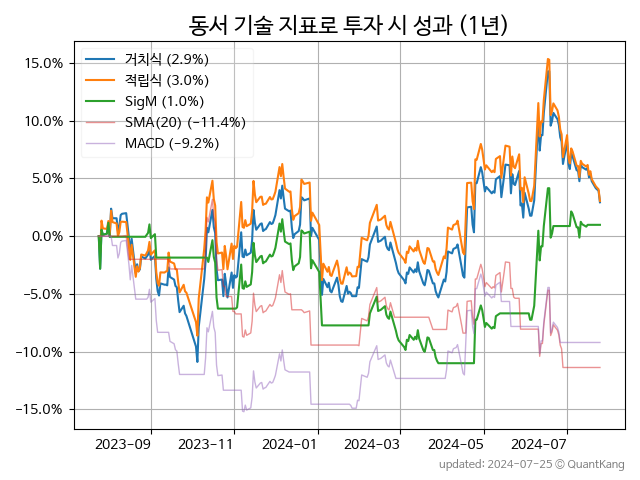 동서 기술 지표로 투자 시 성과 (1년)
거치식 (2.9%)
적립식 (3.0%)
SigM (1.0%)
SMA(20) (−11.4%)
MACD (−9.2%)
15.0%
10.0%
5.0%
0.0%
−5.0%
−10.0%
−15.0%
2023-09 2023-11 2024-01 2024-03 2024-05 2024-07
updated: 2024-07-25 © QuantKang